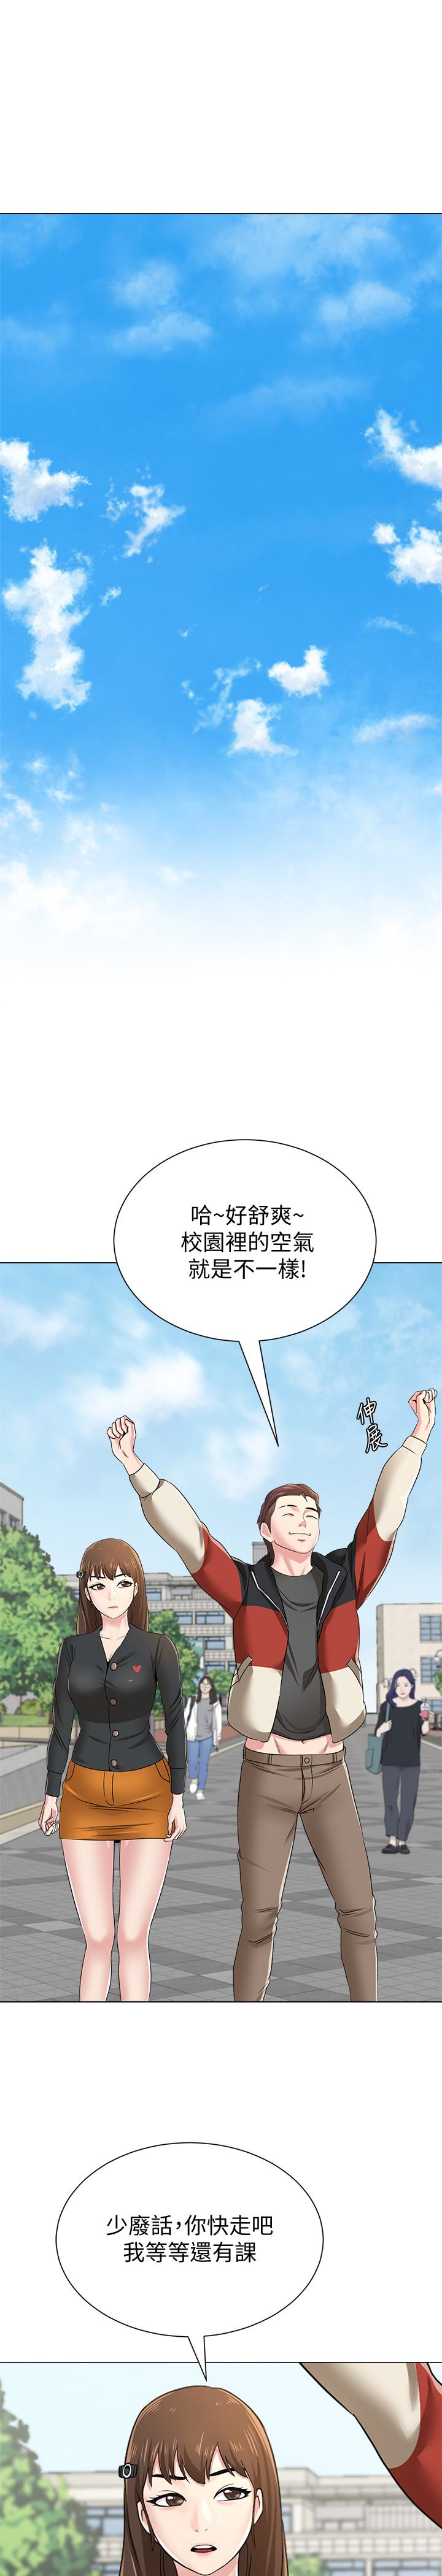 哈~好舒爽~
校園裡的空氣
就是不一樣!
伸展
少廢話,你快走吧
我等等還有課